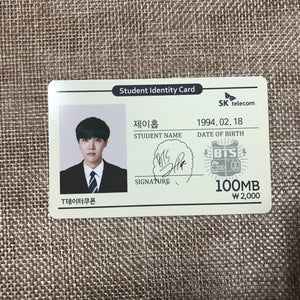 Student Identity Card
SK telecom
제이홉
1994. 02. 18
STUDENT NAME
DATE OF BIRTH
BTS
SIGNATURE
100MB
₩2,000
T데이터쿠폰